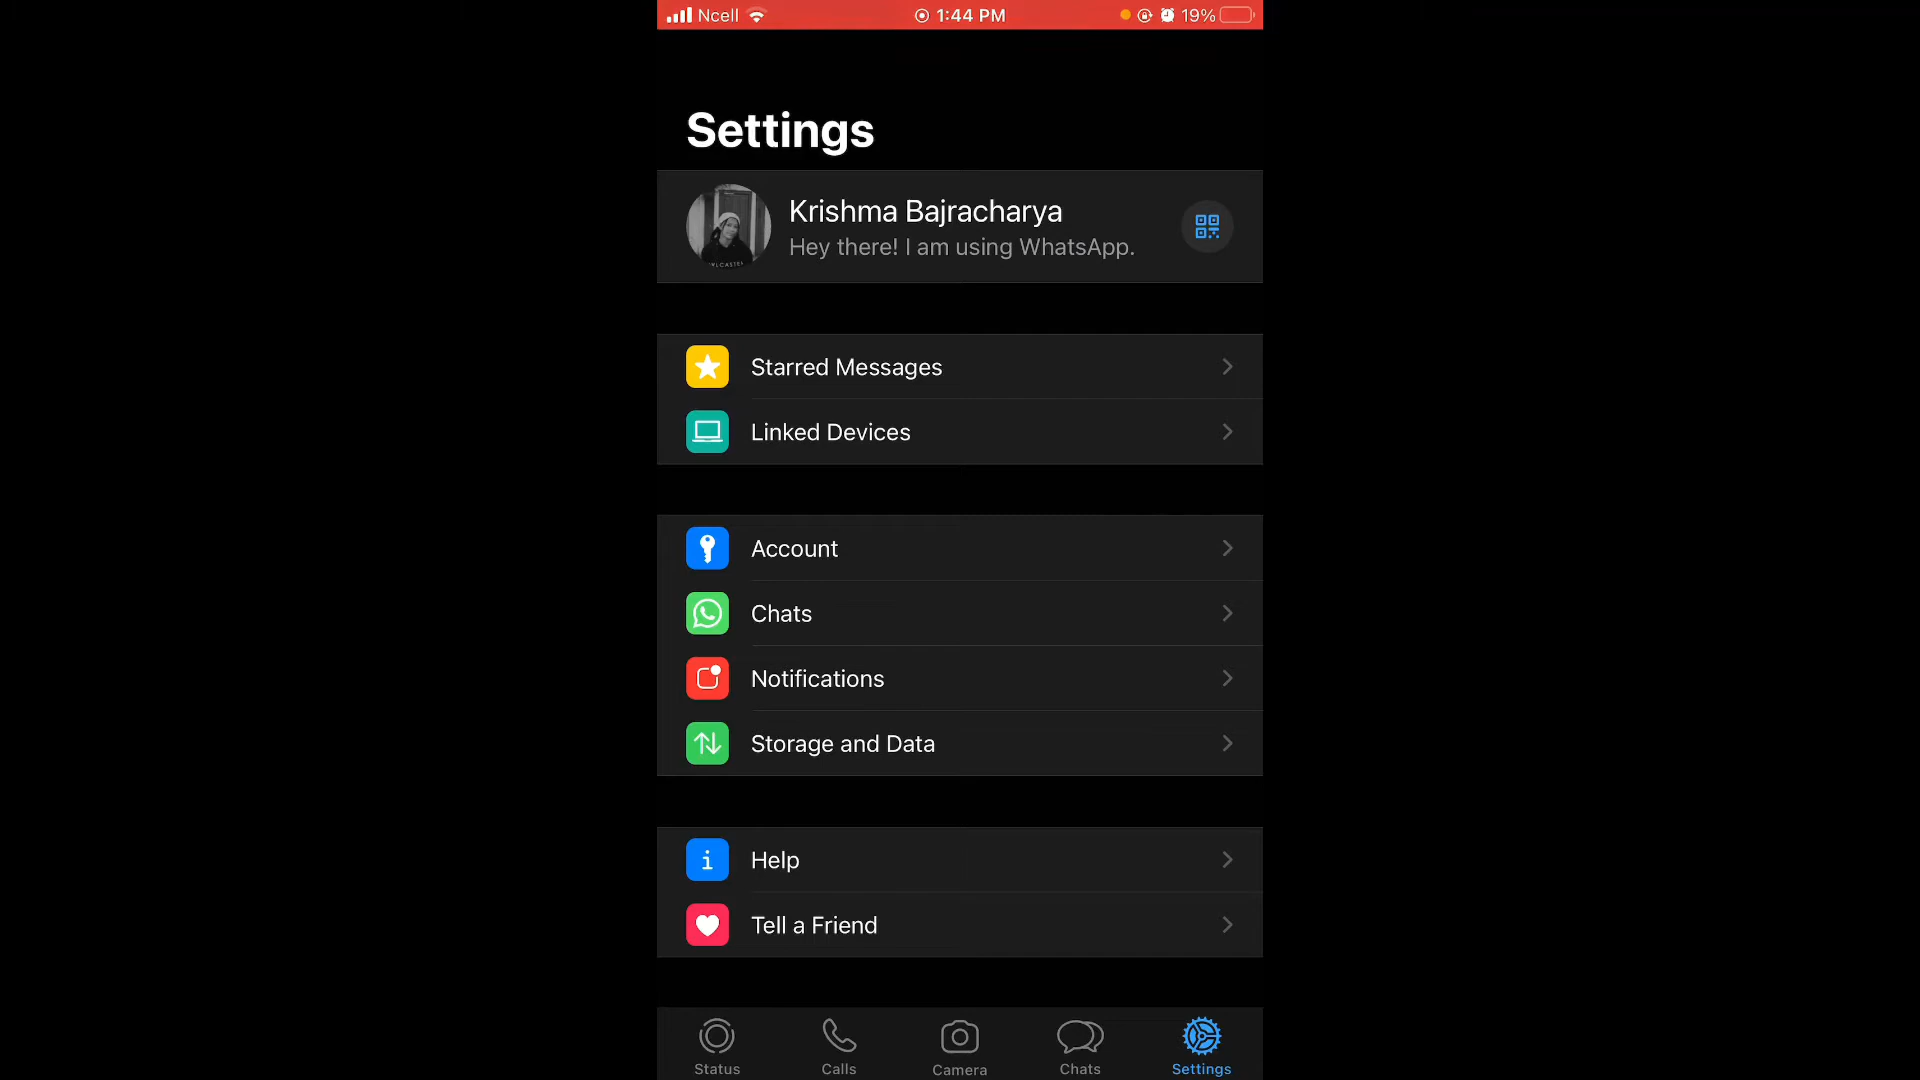 Ncell 1:44 PM 19%
Settings
Krishma Bajracharya
Hey there! I am using WhatsApp.
Starred Messages
Linked Devices
Account
Chats
Notifications
Storage and Data
Help
Tell a Friend
Status Calls Camera Chats Settings